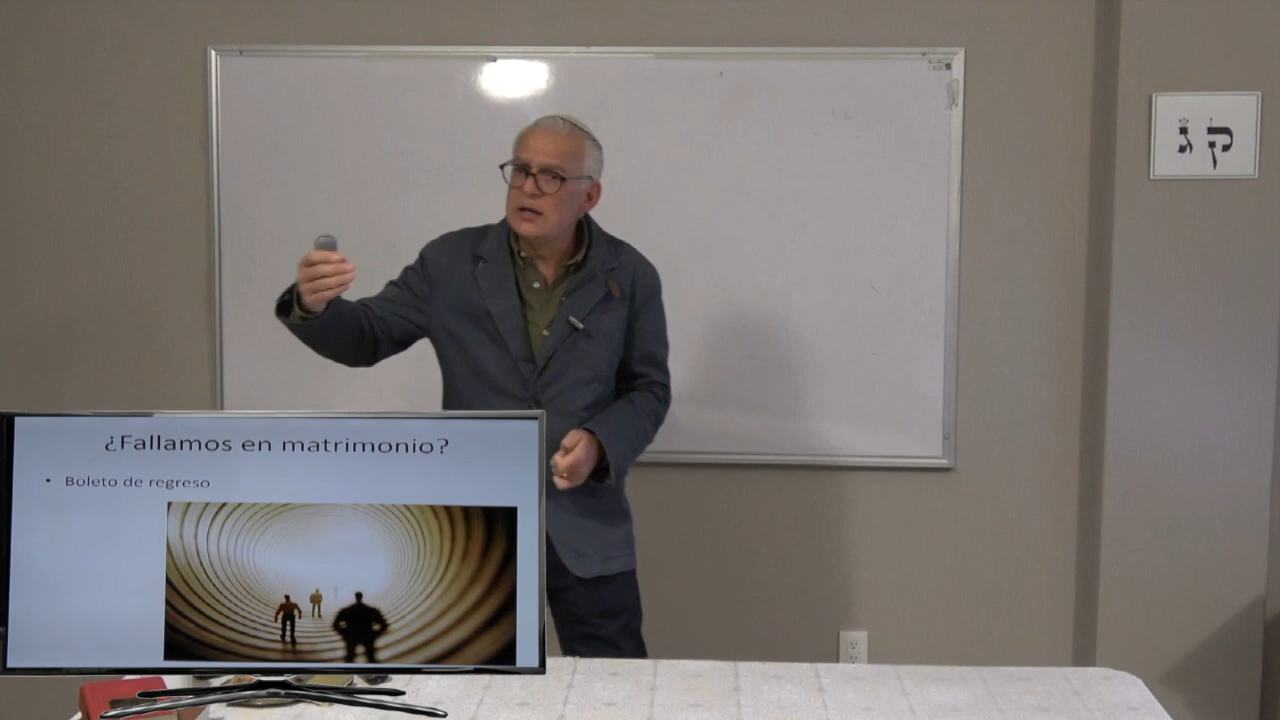 ¿Fallamos en matrimonio?
• Boleto de regreso
ק ג